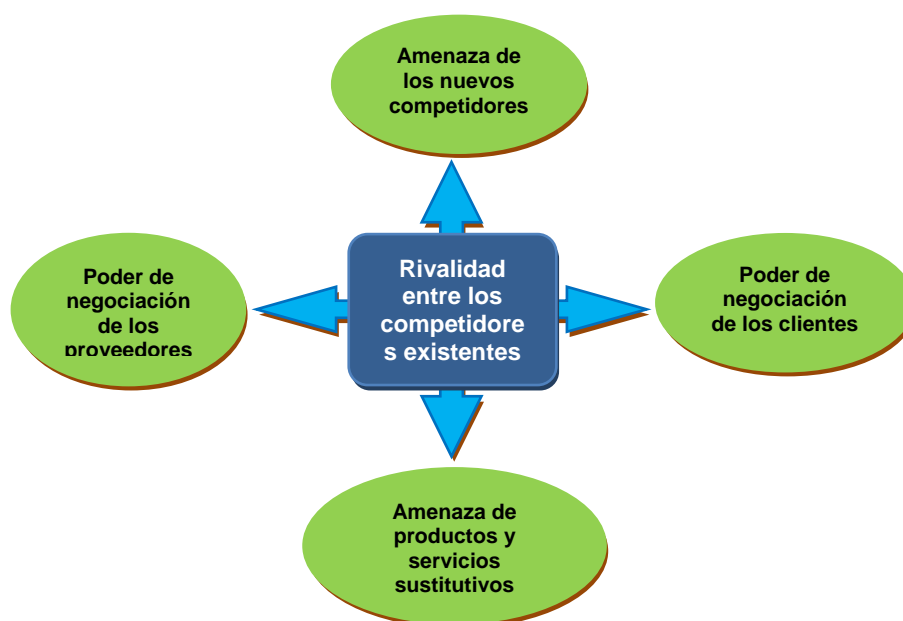 Amenaza de
los nuevos
competidores
Poder de
negociación
de los
proveedores
Rivalidad
entre los
competidore
s existentes
Poder de
negociación
de los clientes
Amenaza de
productos y
servicios
sustitutivos